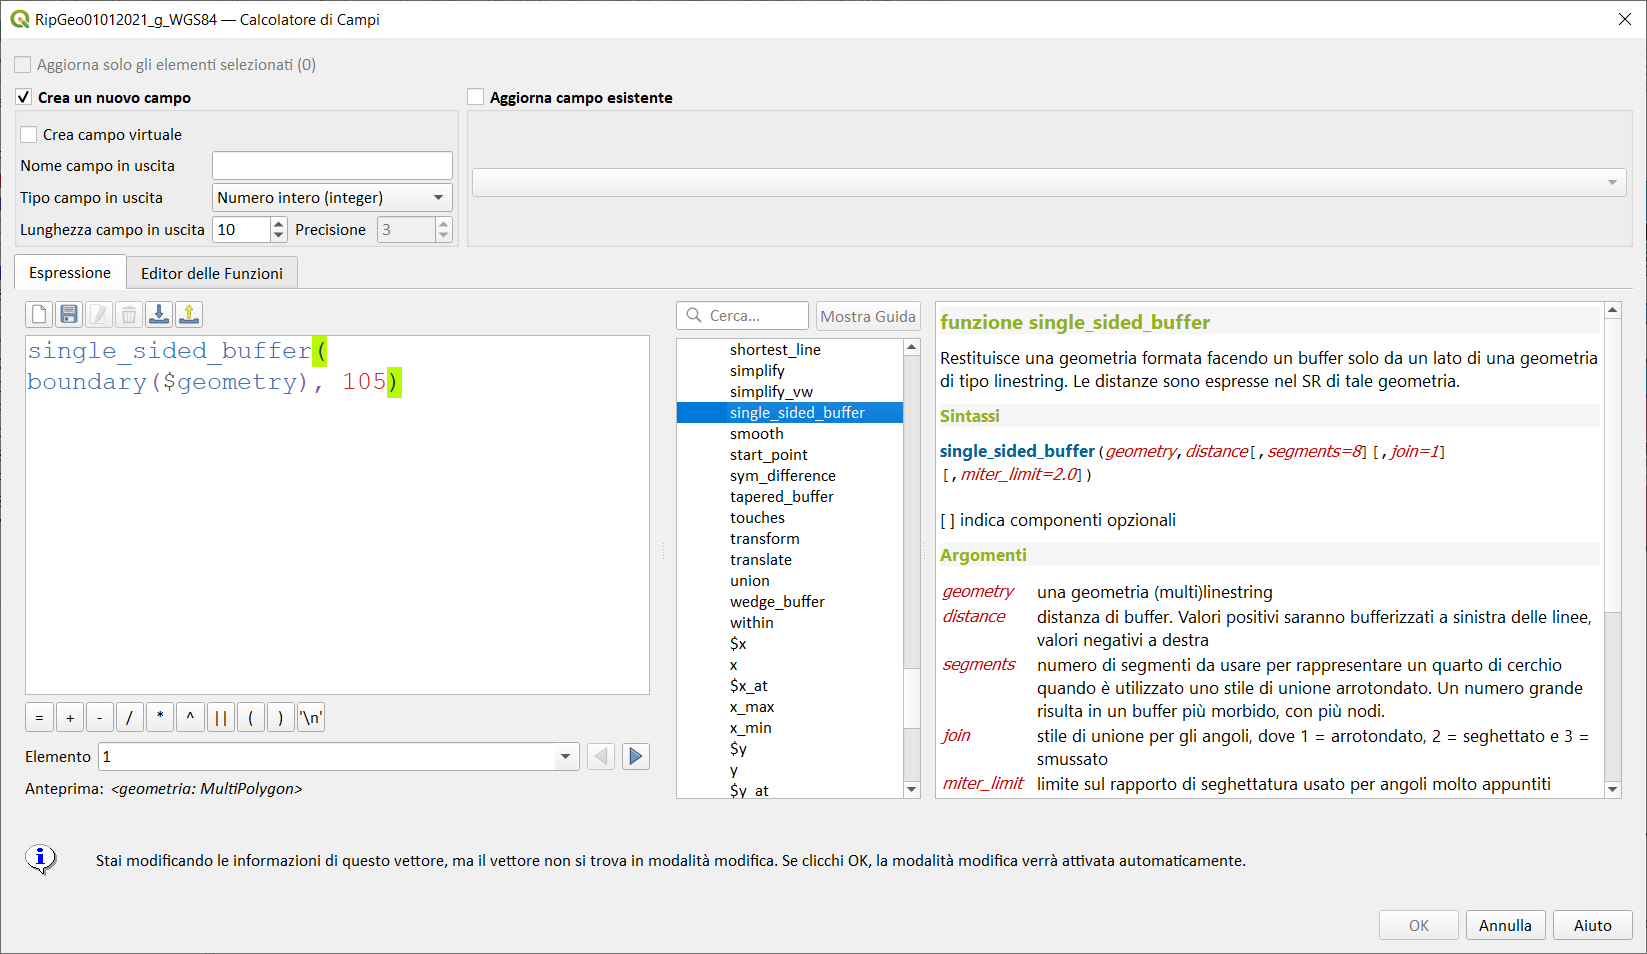 RipGeo01012021_g_WGS84 — Calcolatore di Campi
Aggiorna solo gli elementi selezionati (0)
Crea un nuovo campo
Aggiorna campo esistente
Crea campo virtuale
Nome campo in uscita
Tipo campo in uscita Numero intero (integer)
Lunghezza campo in uscita 10 Precisione 3
Espressione Editor delle Funzioni
single_sided_buffer(
boundary($geometry), 105)
= + - / * ^ || ( ) '\n'
Elemento 1
Anteprima: <geometria: MultiPolygon>
Cerca... Mostra Guida
shortest_line
simplify
simplify_vw
single_sided_buffer
smooth
start_point
sym_difference
tapered_buffer
touches
transform
translate
union
wedge_buffer
within
$x
x
$x_at
x_max
x_min
$y
y
$y_at
funzione single_sided_buffer
Restituisce una geometria formata facendo un buffer solo da un lato di una geometria
di tipo linestring. Le distanze sono espresse nel SR di tale geometria.
Sintassi
single_sided_buffer(geometry,distance[,segments=8][,join=1]
[,miter_limit=2.0])
[ ] indica componenti opzionali
Argomenti
geometry una geometria (multi)linestring
distance distanza di buffer. Valori positivi saranno bufferizzati a sinistra delle linee,
valori negativi a destra
segments numero di segmenti da usare per rappresentare un quarto di cerchio
quando è utilizzato uno stile di unione arrotondato. Un numero grande
risulta in un buffer più morbido, con più nodi.
join stile di unione per gli angoli, dove 1 = arrotondato, 2 = seghettato e 3 =
smussato
miter_limit limite sul rapporto di seghettatura usato per angoli molto appuntiti
Stai modificando le informazioni di questo vettore, ma il vettore non si trova in modalità modifica. Se clicchi OK, la modalità modifica verrà attivata automaticamente.
OK Annulla Aiuto